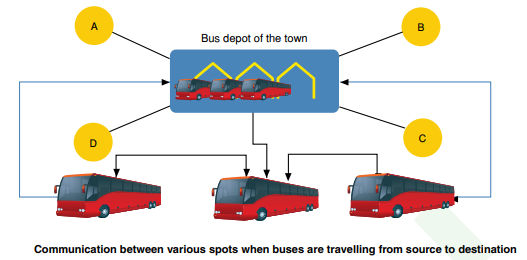 A
B
Bus depot of the town
D
C
Communication between various spots when buses are travelling from source to destination